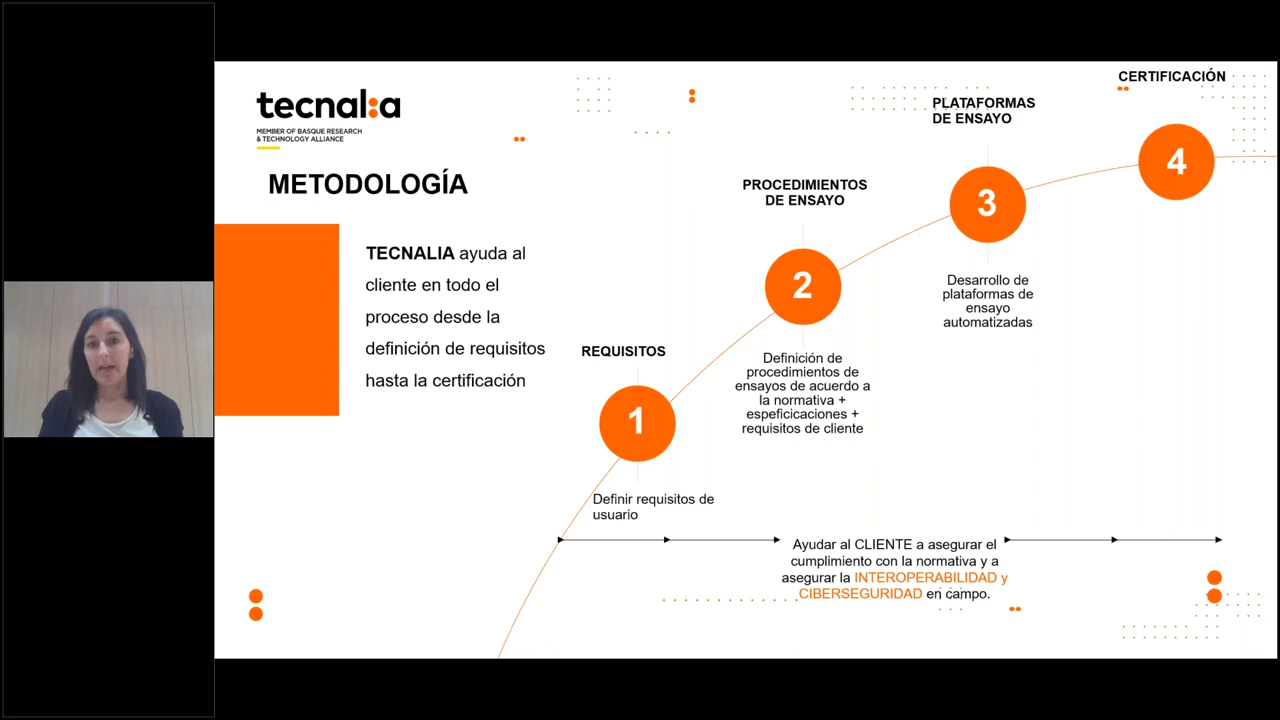 tecnal:a
MEMBER OF BASQUE RESEARCH
& TECHNOLOGY ALLIANCE
METODOLOGÍA
TECNALIA ayuda al
cliente en todo el
proceso desde la
definición de requisitos
hasta la certificación
REQUISITOS
1
Definir requisitos de
usuario
PROCEDIMIENTOS
DE ENSAYO
2
Definición de
procedimientos de
ensayos de acuerdo a
la normativa +
espeficicaciones +
requisitos de cliente
PLATAFORMAS
DE ENSAYO
3
Desarrollo de
plataformas de
ensayo
automatizadas
CERTIFICACIÓN
4
Ayudar al CLIENTE a asegurar el
cumplimiento con la normativa y a
asegurar la INTEROPERABILIDAD y
CIBERSEGURIDAD en campo.